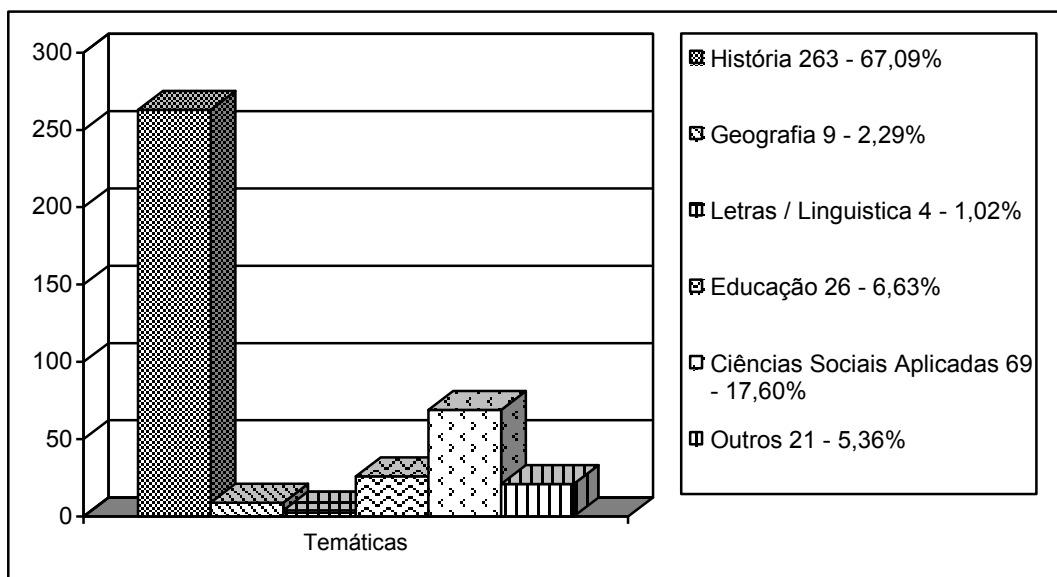 300
250
200
150
100
50
0
Temáticas
História 263 - 67,09%
Geografia 9 - 2,29%
Letras / Linguistica 4 - 1,02%
Educação 26 - 6,63%
Ciências Sociais Aplicadas 69
- 17,60%
Outros 21 - 5,36%